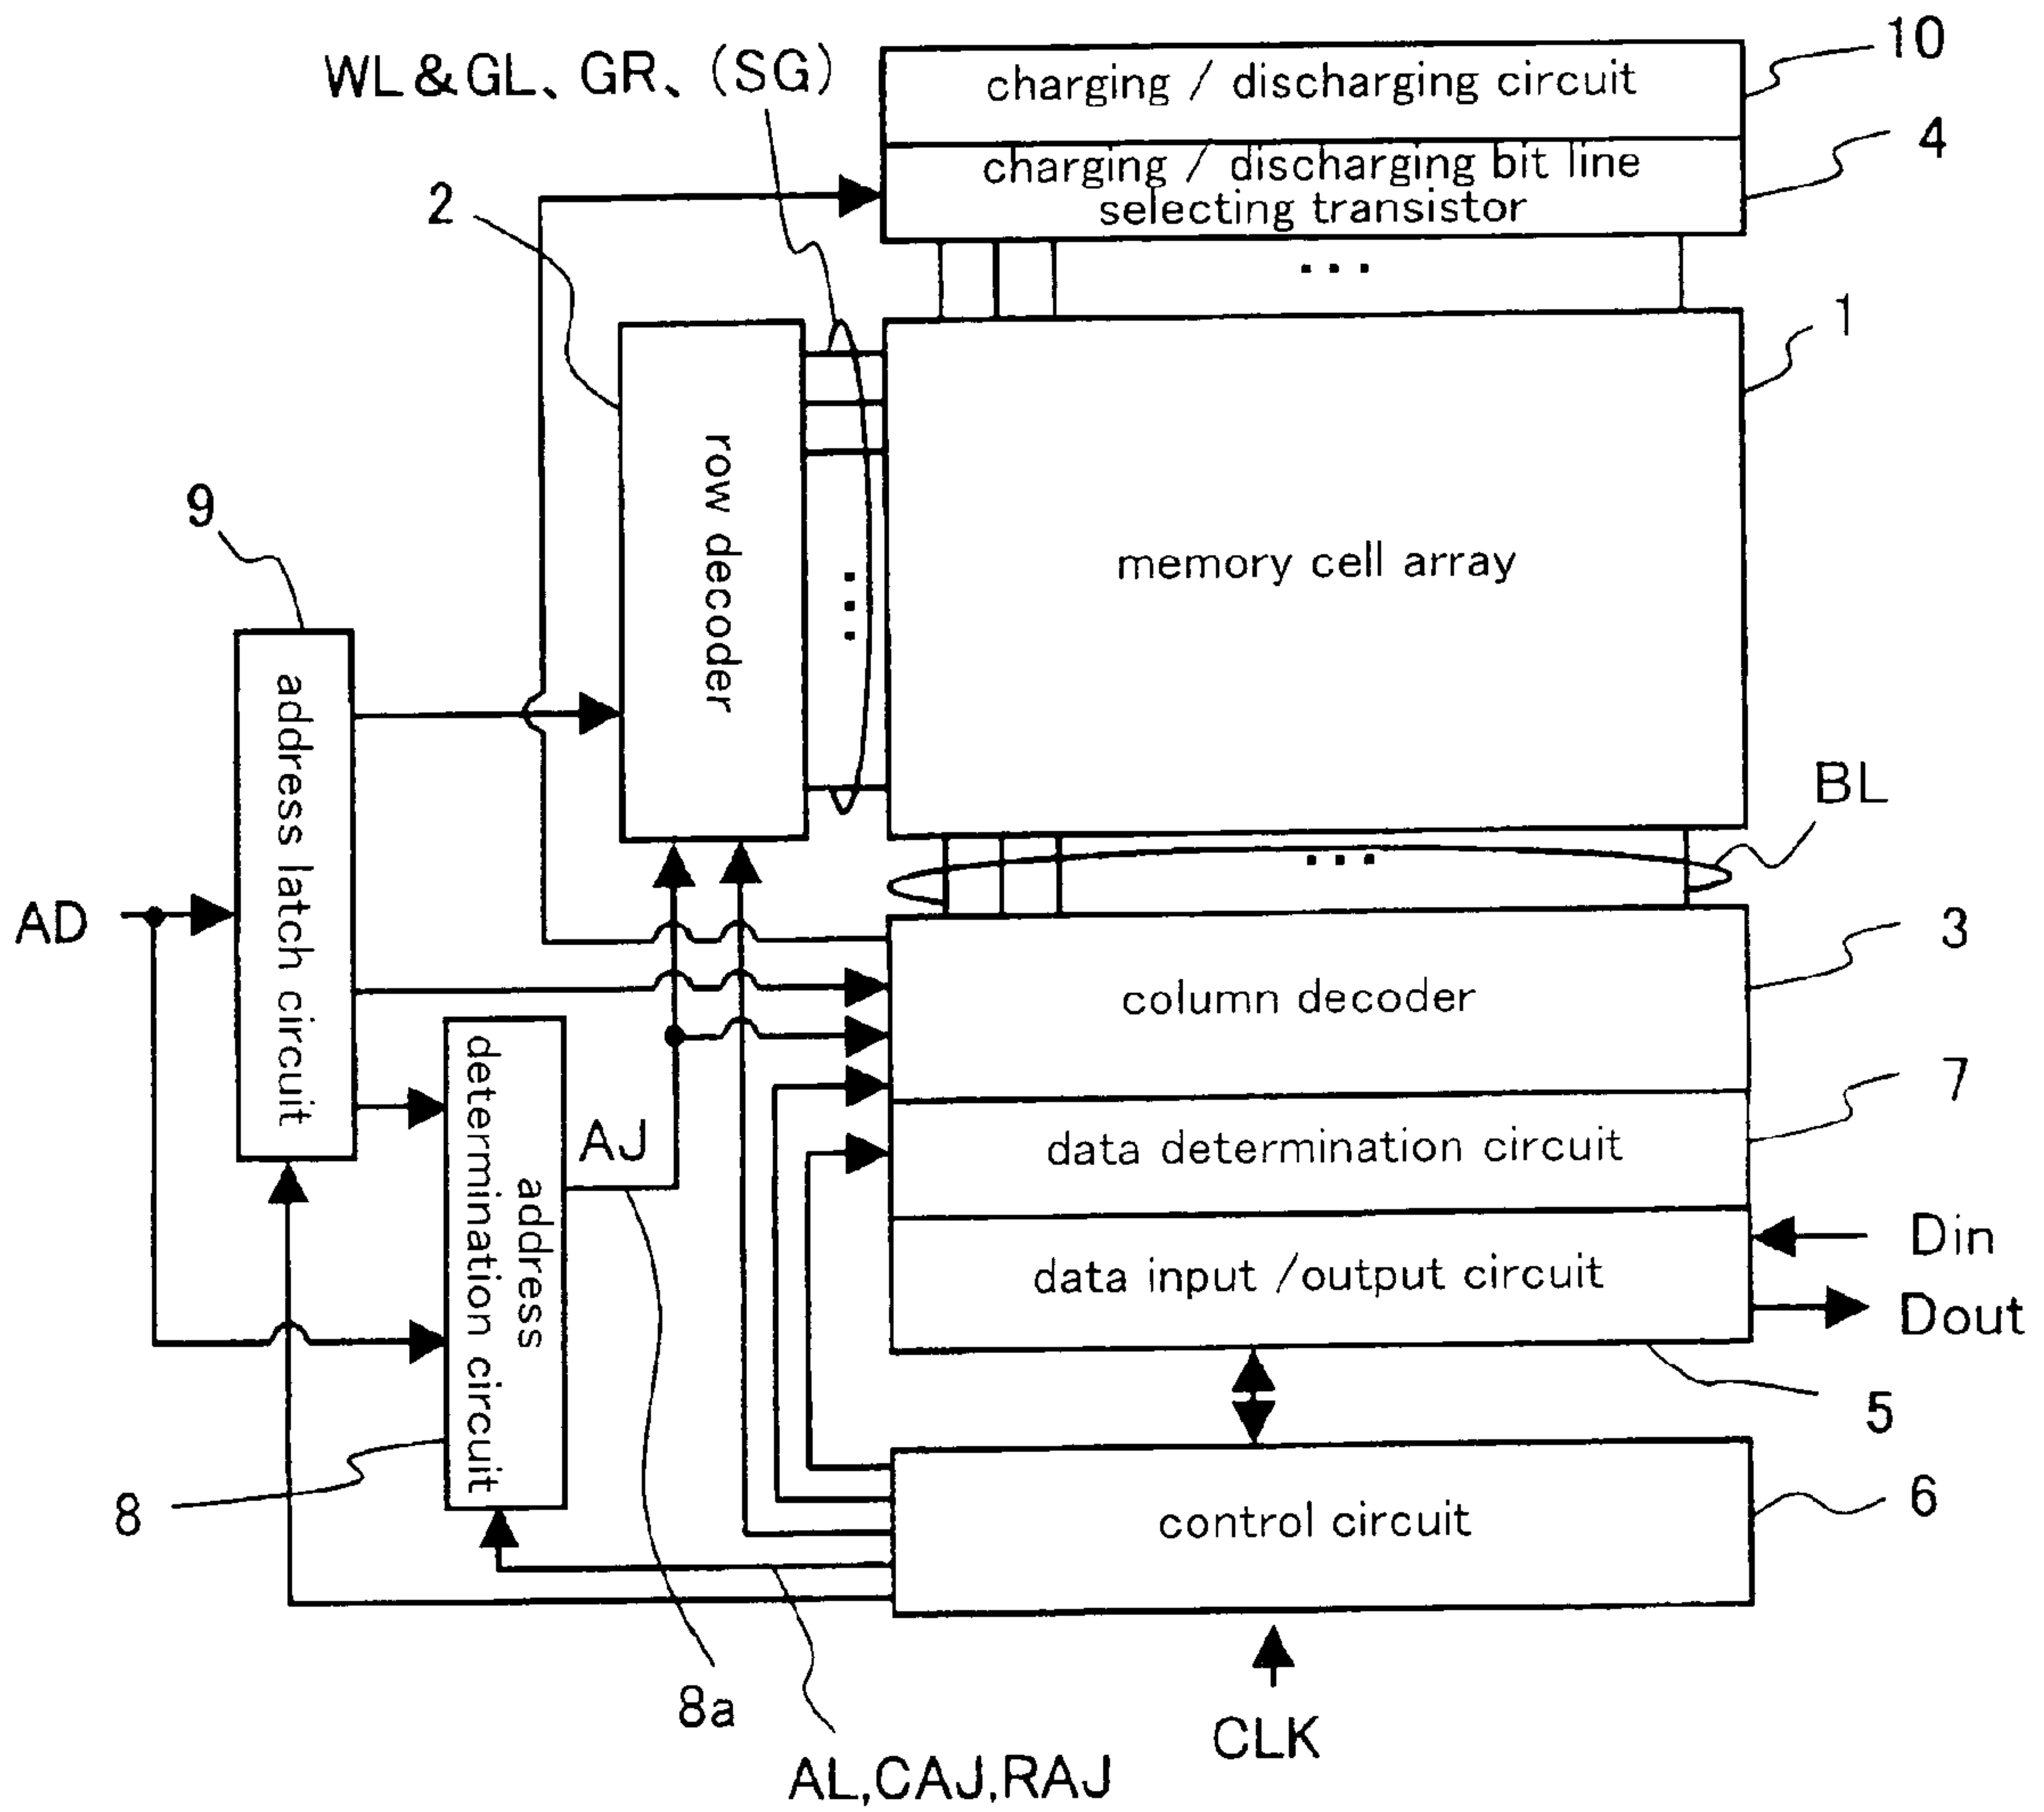 WL&GL、GR、(SG)
10
charging / discharging circuit
4
charging / discharging bit line
selecting transistor
2
1
row decoder
memory cell array
9
address latch circuit
BL
AD
3
column decoder
7
data determination circuit
address
determination circuit
AJ
Din
data input /output circuit
Dout
5
8
6
control circuit
8a
CLK
AL,CAJ,RAJ